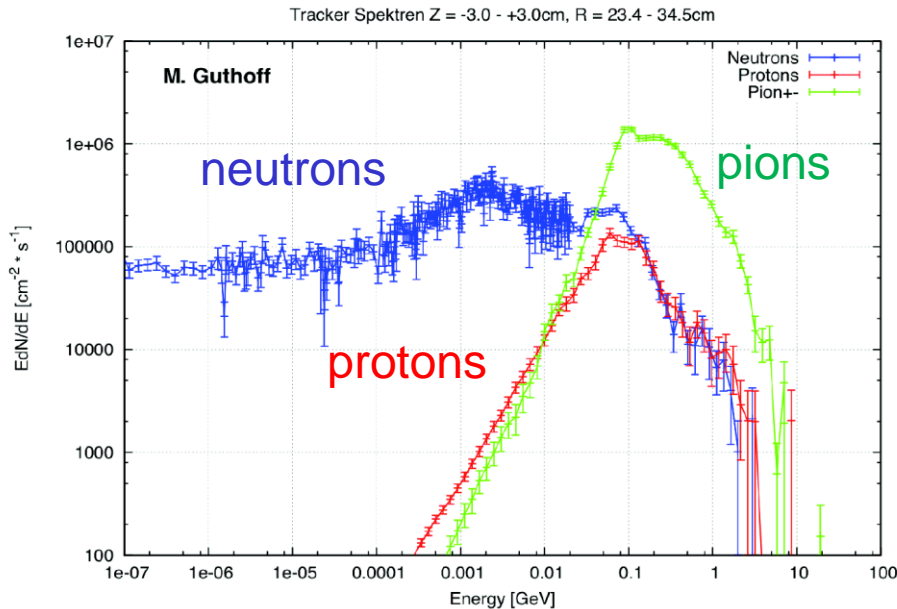 Tracker Spektren Z = -3.0 - +3.0cm, R = 23.4 - 34.5cm
M. Guthoff
Neutrons
Protons
Pion+-
neutrons
pions
protons
EdN/dE [cm⁻² * s⁻¹]
1e+07
1e+06
100000
10000
1000
100
1e-07
1e-06
1e-05
0.0001
0.001
0.01
0.1
1
10
100
Energy [GeV]